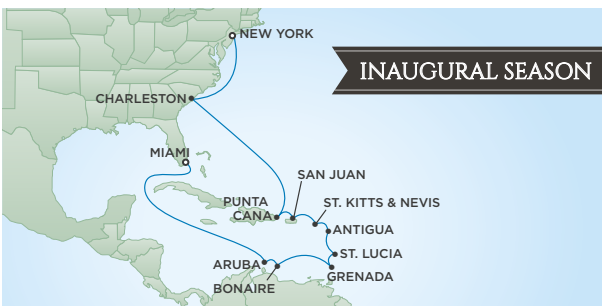 NEW YORK
INAUGURAL SEASON
CHARLESTON
MIAMI
SAN JUAN
PUNTA
CANA
ST. KITTS & NEVIS
ANTIGUA
ST. LUCIA
ARUBA
GRENADA
BONAIRE